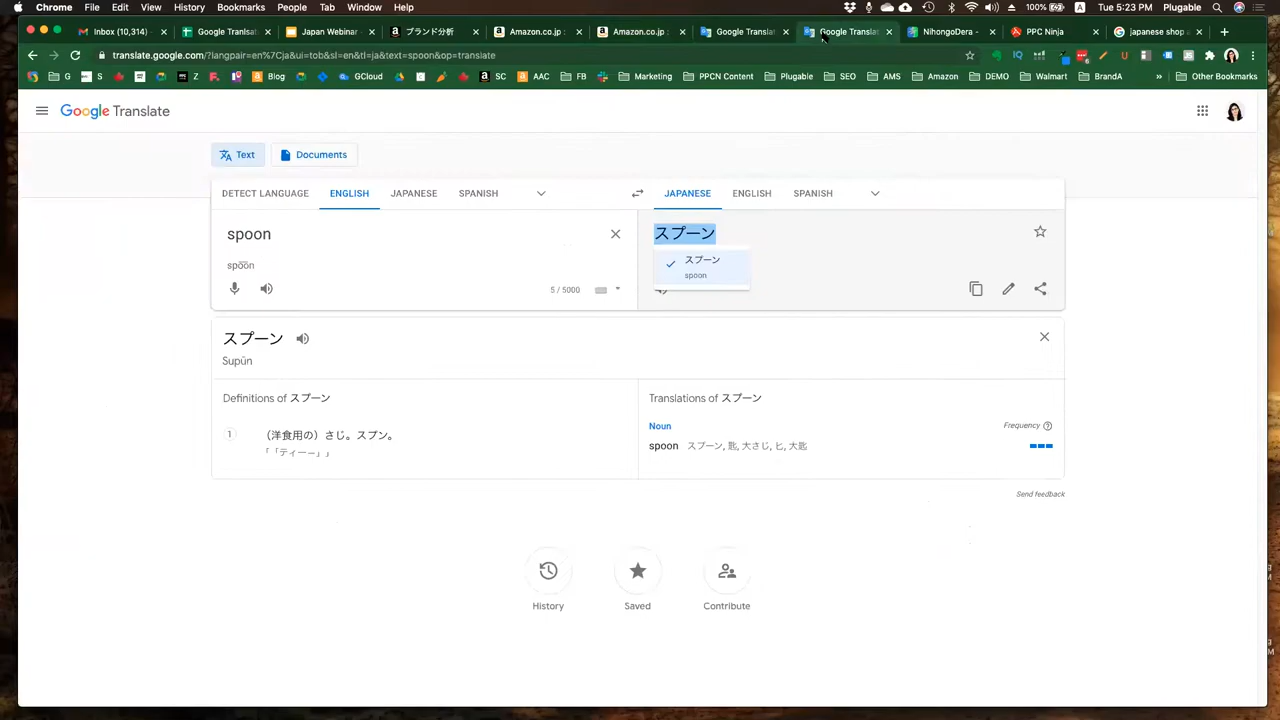 Chrome File Edit View History Bookmarks People Tab Window Help 100% Tue 5:23 PM Plugable
Inbox (10,314) Google Translat Japan Webinar ブランド分析 Amazon.co.jp : Amazon.co.jp : Google Translat Google Translat NihongoDera - PPC Ninja japanese shop a
translate.google.com/?langpair=en%7Cja&ui=tob&sl=en&tl=ja&text=spoon&op=translate
G Z Blog GCloud SC AAC FB Marketing PPCN Content Plugable SEO AMS Amazon DEMO Walmart BrandA » Other Bookmarks
Google Translate
Text Documents
DETECT LANGUAGE ENGLISH JAPANESE SPANISH JAPANESE ENGLISH SPANISH
spoon スプーン
スプーン
spo͞on
spoon
5 / 5000
スプーン
Supūn
Definitions of スプーン Translations of スプーン
Noun Frequency
1 （洋食用の）さじ。スプン。 spoon スプーン, 匙, 大さじ, 匕, 大匙
「「ティー－」」
Send feedback
History Saved Contribute